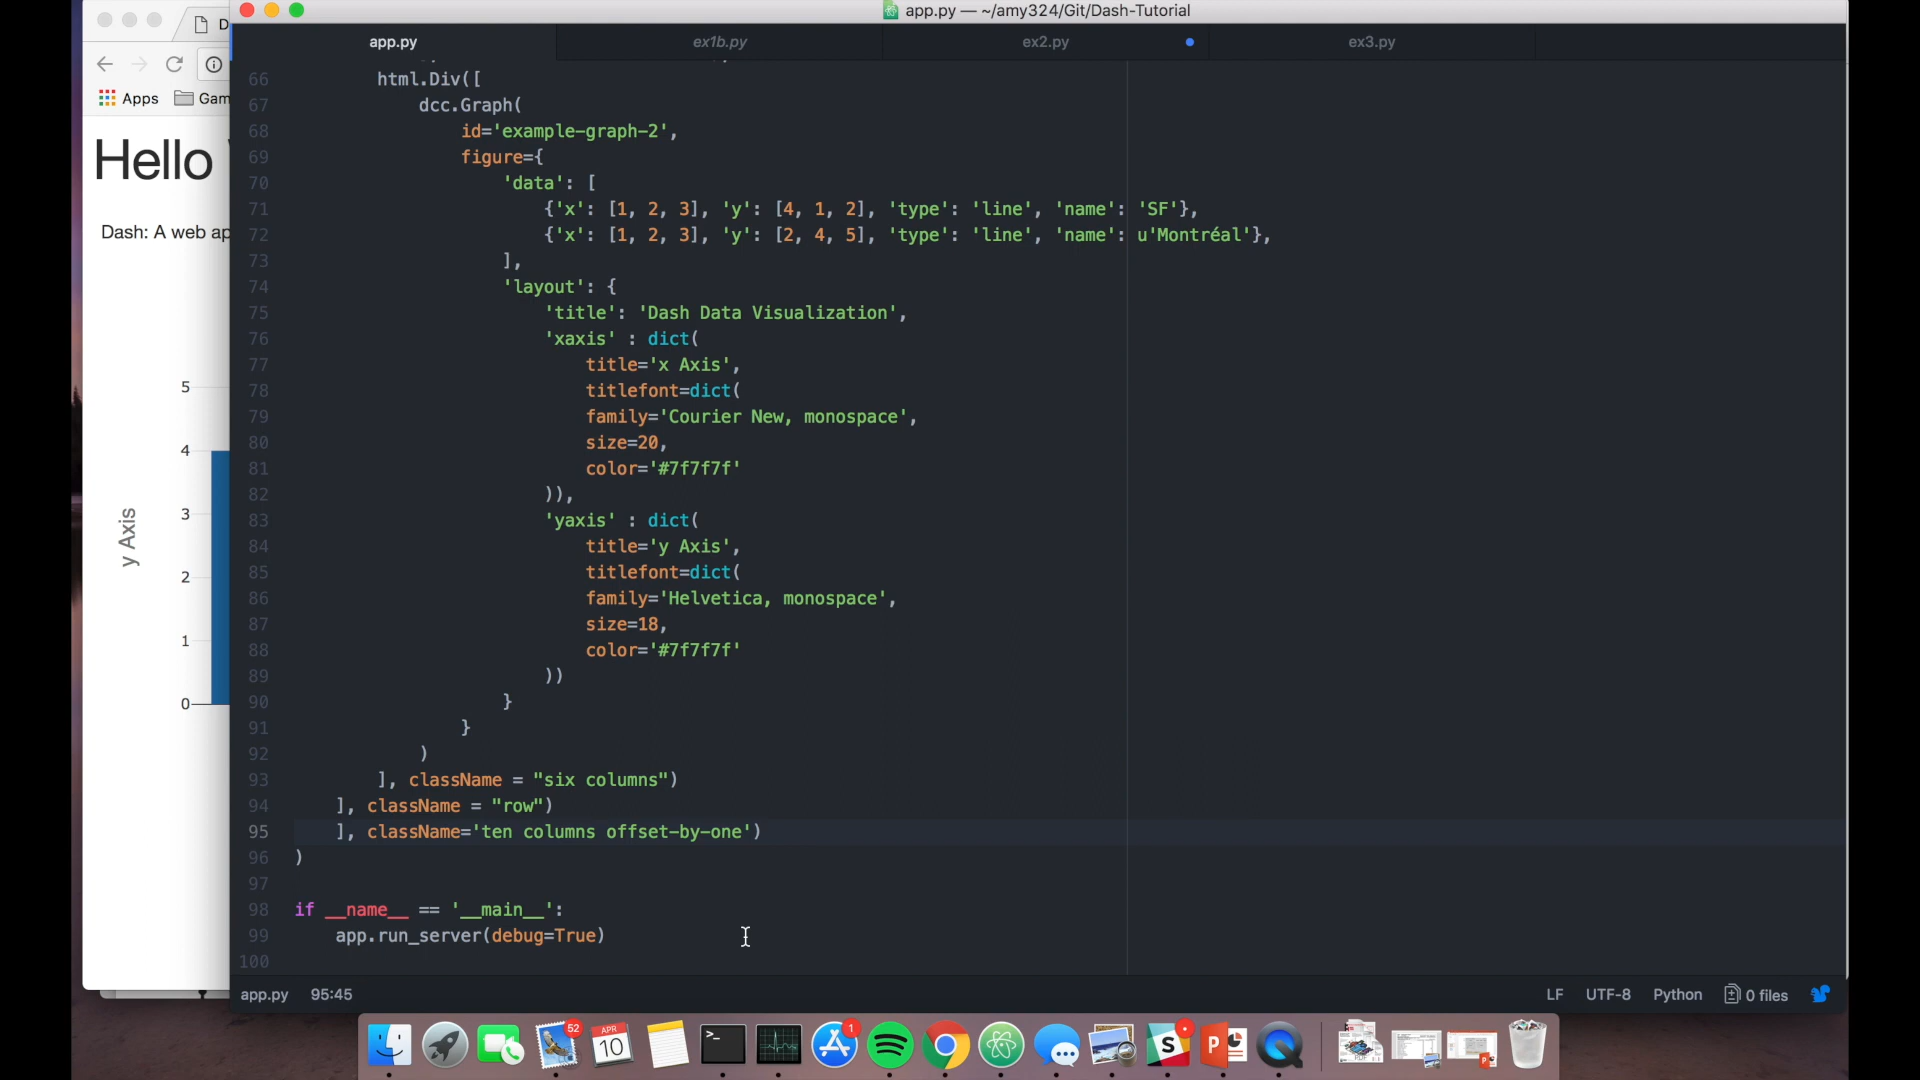 app.py — ~/amy324/Git/Dash-Tutorial
D
app.py
ex1b.py
ex2.py
ex3.py
Apps
Gam
Hello
Dash: A web ap
5
4
3
2
1
0
y Axis
66 html.Div([
67 dcc.Graph(
68 id='example-graph-2',
69 figure={
70 'data': [
71 {'x': [1, 2, 3], 'y': [4, 1, 2], 'type': 'line', 'name': 'SF'},
72 {'x': [1, 2, 3], 'y': [2, 4, 5], 'type': 'line', 'name': u'Montréal'},
73 ],
74 'layout': {
75 'title': 'Dash Data Visualization',
76 'xaxis' : dict(
77 title='x Axis',
78 titlefont=dict(
79 family='Courier New, monospace',
80 size=20,
81 color='#7f7f7f'
82 )),
83 'yaxis' : dict(
84 title='y Axis',
85 titlefont=dict(
86 family='Helvetica, monospace',
87 size=18,
88 color='#7f7f7f'
89 ))
90 }
91 }
92 )
93 ], className = "six columns")
94 ], className = "row")
95 ], className='ten columns offset-by-one')
96 )
97
98 if __name__ == '__main__':
99 app.run_server(debug=True)
100
app.py 95:45
LF UTF-8 Python 0 files
52
APR
10
>_
1
S
P